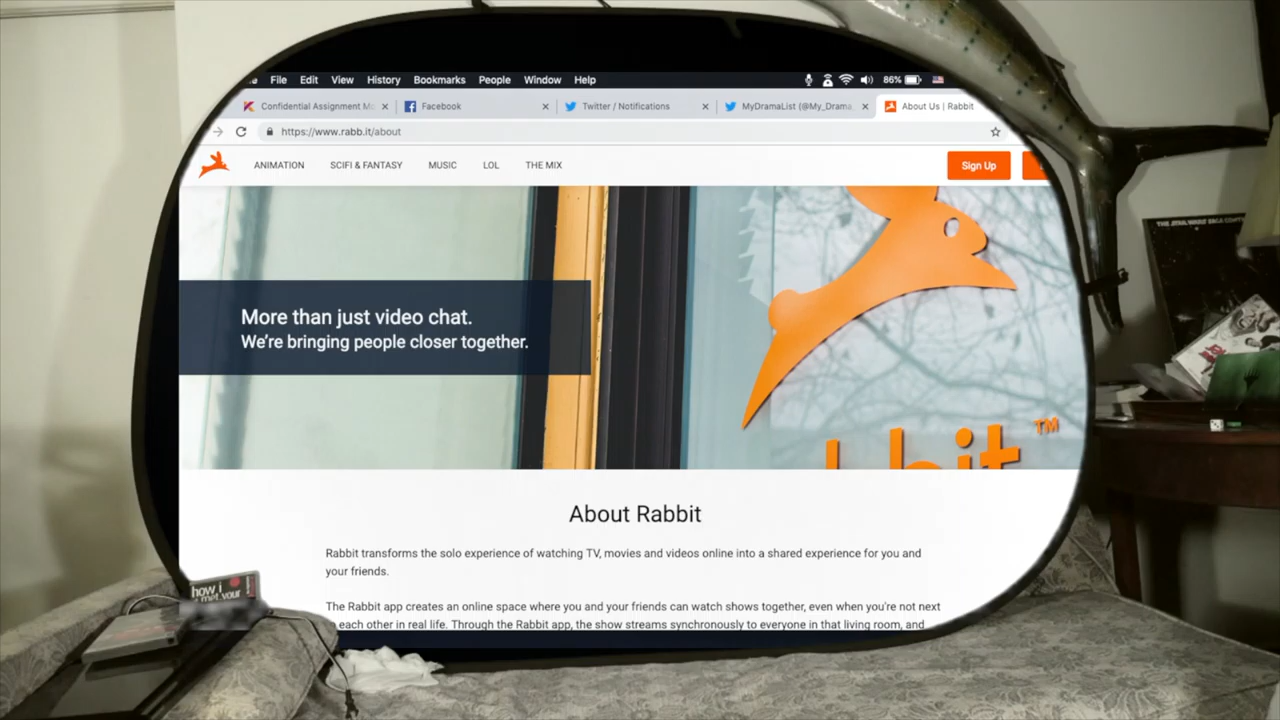 File Edit View History Bookmarks People Window Help 86%
Confidential Assignment Mo Facebook Twitter / Notifications MyDramaList (@My_Drama About Us | Rabbit
https://www.rabb.it/about
ANIMATION SCIFI & FANTASY MUSIC LOL THE MIX Sign Up
More than just video chat.
We're bringing people closer together.
TM
About Rabbit
Rabbit transforms the solo experience of watching TV, movies and videos online into a shared experience for you and
your friends.
The Rabbit app creates an online space where you and your friends can watch shows together, even when you're not next
each other in real life. Through the Rabbit app, the show streams synchronously to everyone in that living room, and
how i
met your
THE STAR WARS SAGA